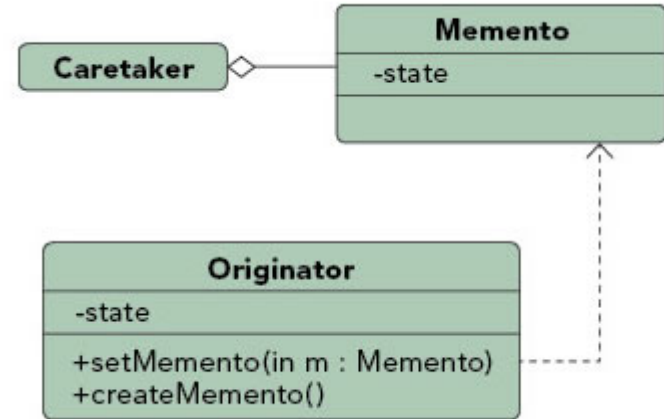 Memento
-state
Caretaker
Originator
-state
+setMemento(in m : Memento)
+createMemento()